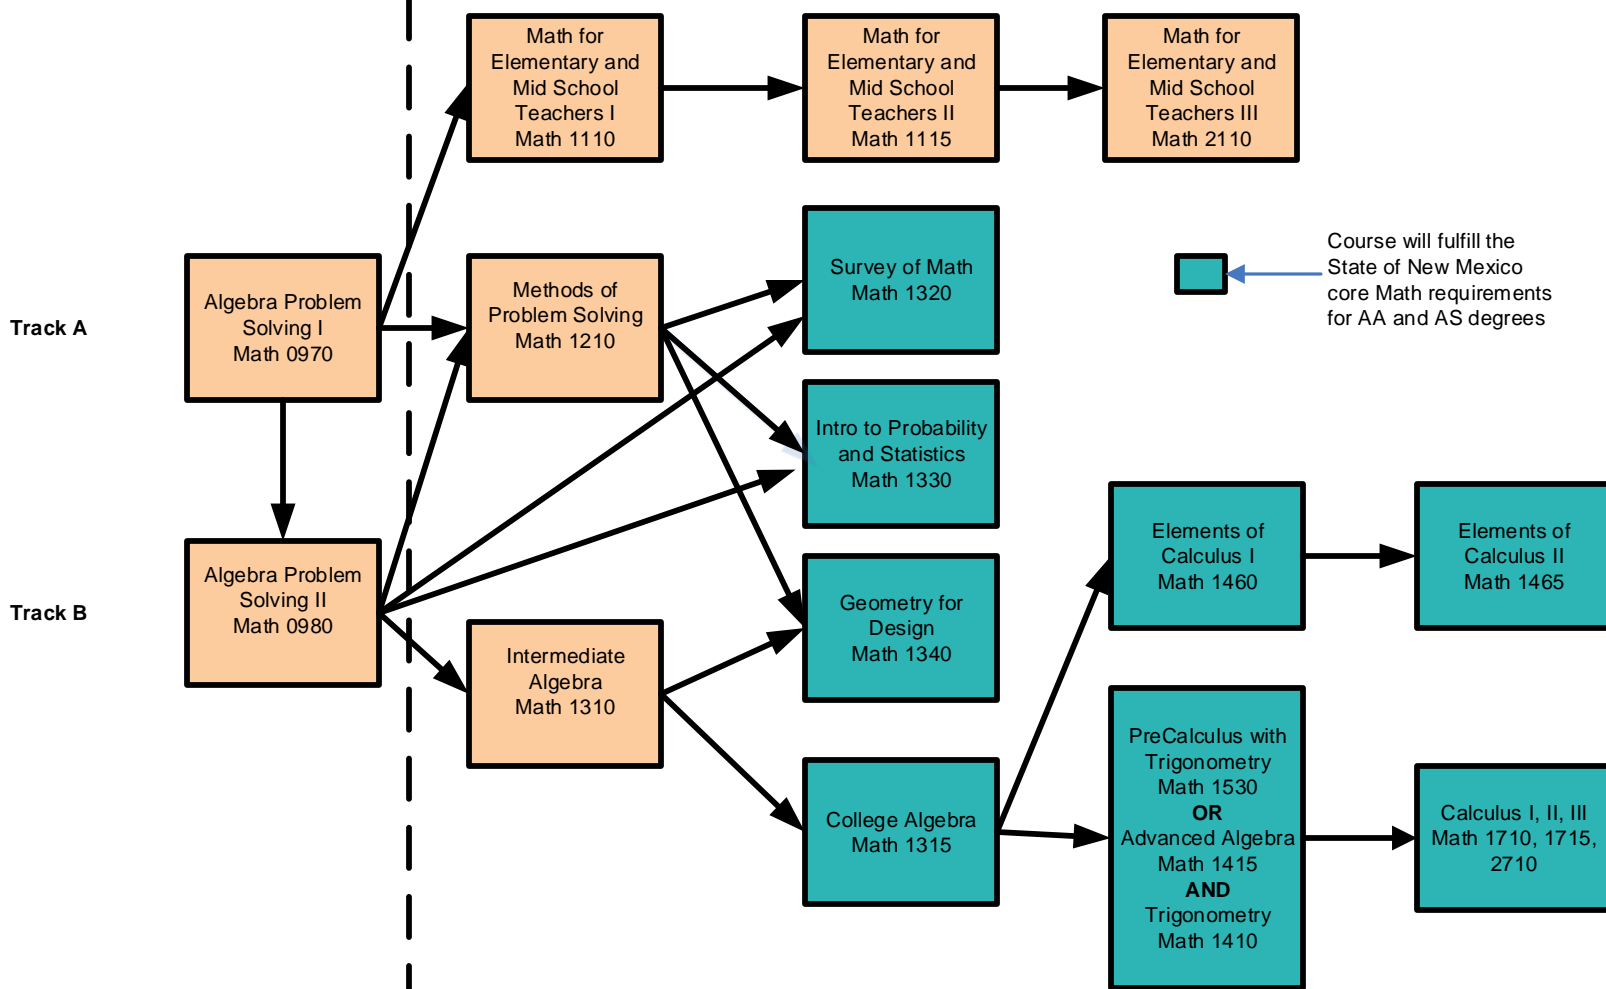 Math for
Elementary and
Mid School
Teachers I
Math 1110
Math for
Elementary and
Mid School
Teachers II
Math 1115
Math for
Elementary and
Mid School
Teachers III
Math 2110
Track A
Algebra Problem
Solving I
Math 0970
Methods of
Problem Solving
Math 1210
Survey of Math
Math 1320
Course will fulfill the
State of New Mexico
core Math requirements
for AA and AS degrees
Intro to Probability
and Statistics
Math 1330
Track B
Algebra Problem
Solving II
Math 0980
Intermediate
Algebra
Math 1310
Geometry for
Design
Math 1340
Elements of
Calculus I
Math 1460
Elements of
Calculus II
Math 1465
College Algebra
Math 1315
PreCalculus with
Trigonometry
Math 1530
OR
Advanced Algebra
Math 1415
AND
Trigonometry
Math 1410
Calculus I, II, III
Math 1710, 1715,
2710